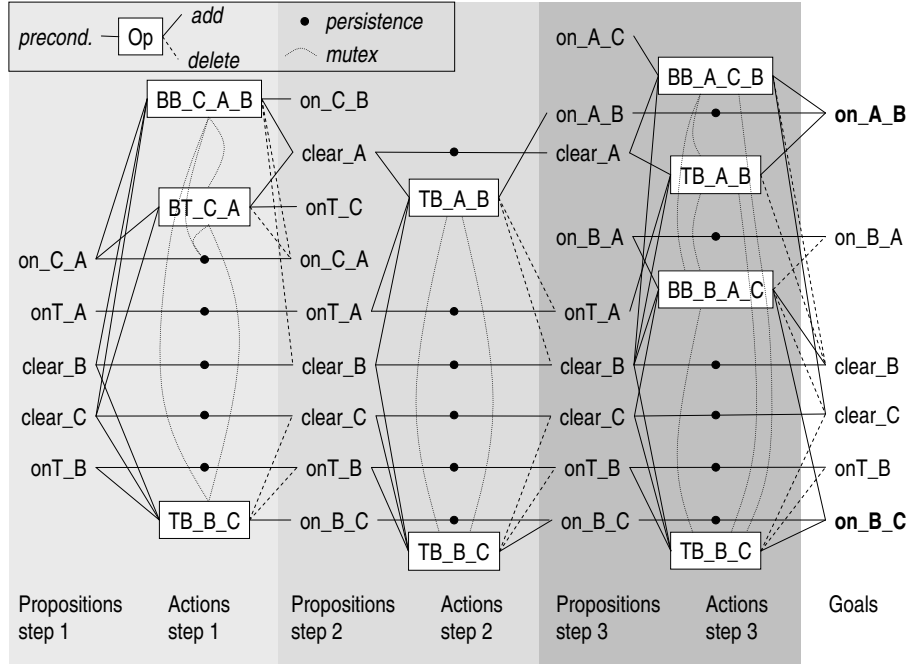 precond. Op add
delete
persistence
mutex
BB_C_A_B
BT_C_A
on_C_A
onT_A
clear_B
clear_C
onT_B
TB_B_C
on_C_B
clear_A
onT_C
on_C_A
onT_A
clear_B
clear_C
onT_B
on_B_C
TB_A_B
TB_B_C
on_A_C
on_A_B
clear_A
on_B_A
onT_A
clear_B
clear_C
onT_B
on_B_C
BB_A_C_B
TB_A_B
BB_B_A_C
TB_B_C
on_A_B
on_B_A
clear_B
clear_C
onT_B
on_B_C
Propositions
step 1
Actions
step 1
Propositions
step 2
Actions
step 2
Propositions
step 3
Actions
step 3
Goals